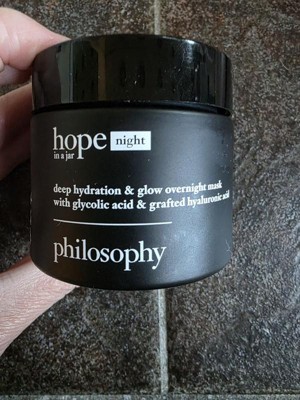 hope night
in a jar
deep hydration & glow overnight mask
with glycolic acid & grafted hyaluronic acid
philosophy